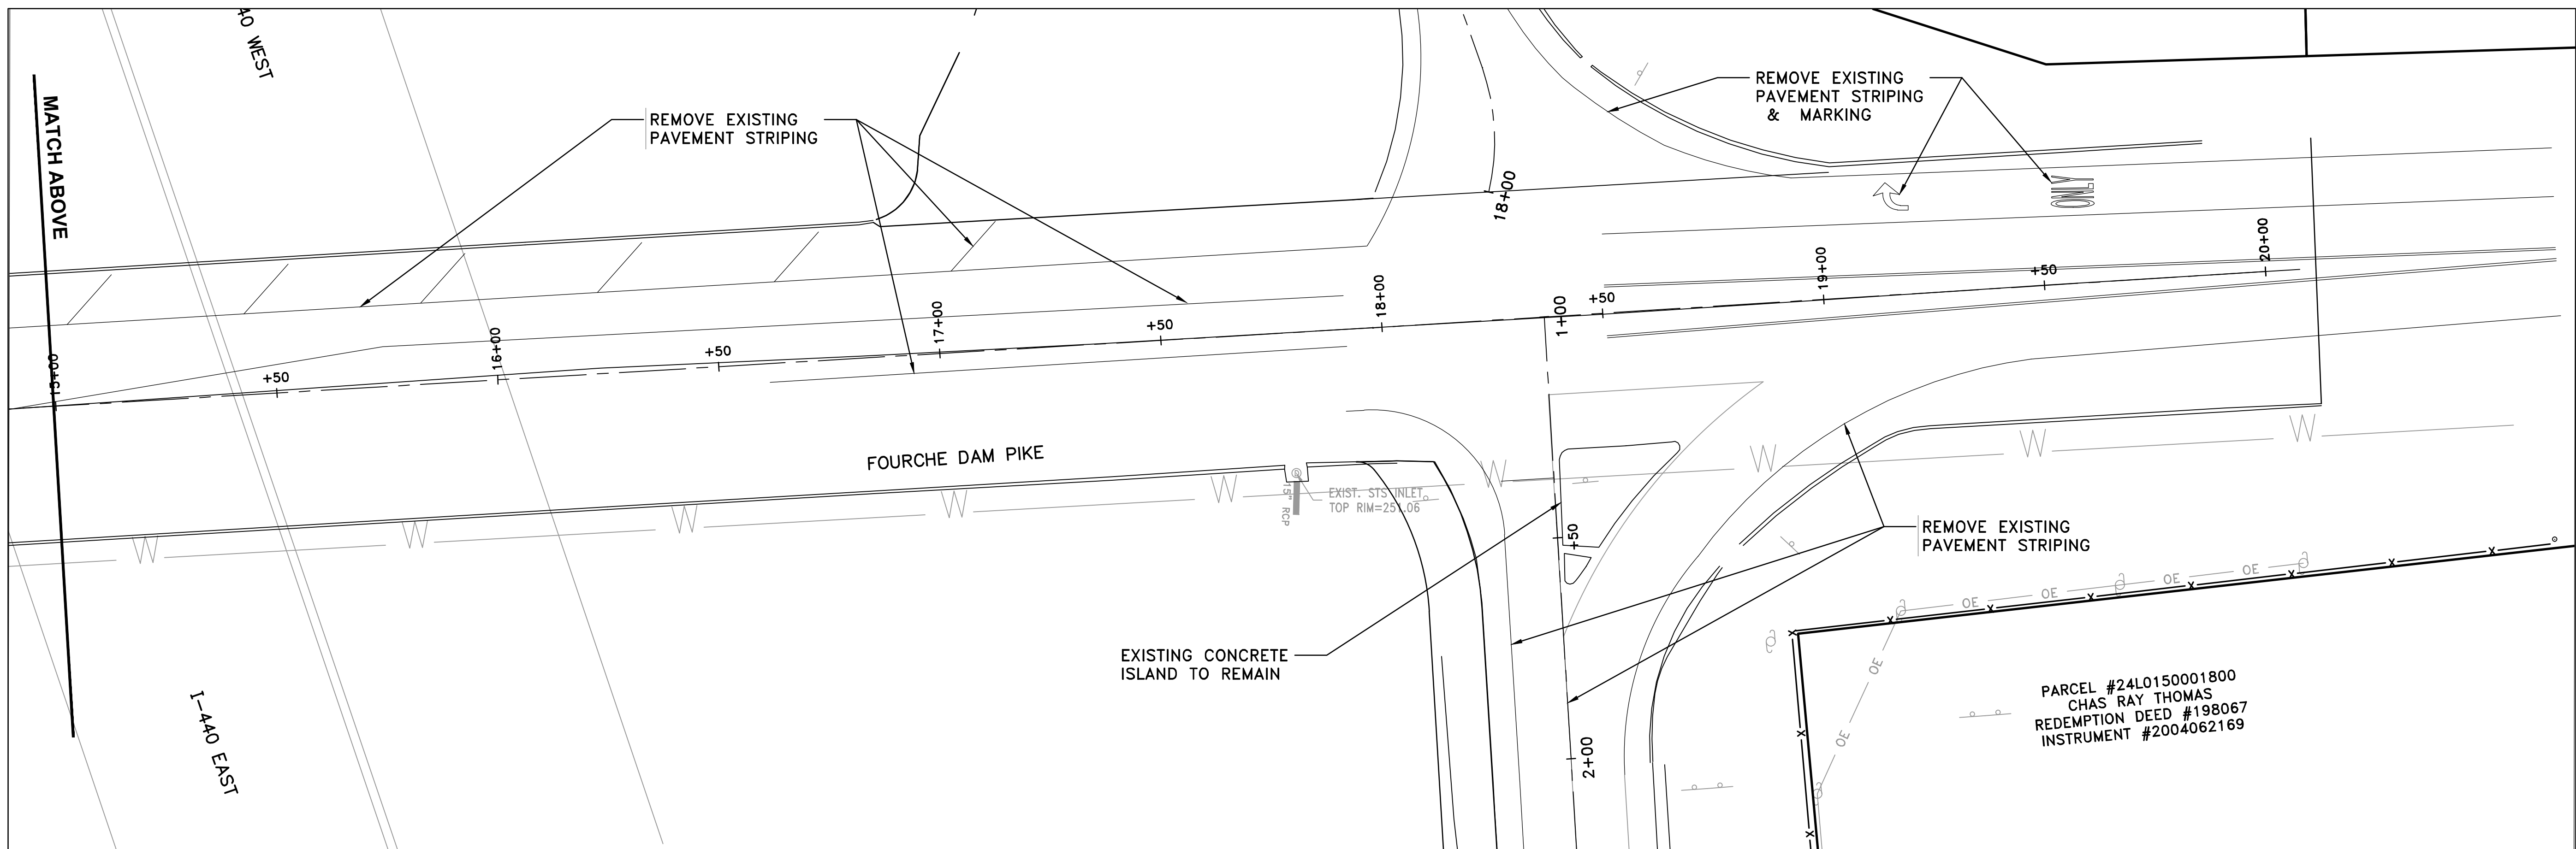 40 WEST
MATCH ABOVE
REMOVE EXISTING
PAVEMENT STRIPING
REMOVE EXISTING
PAVEMENT STRIPING
& MARKING
ONLY
18+00
15+00
+50
16+00
+50
17+00
+50
18+00
1+00
+50
19+00
+50
20+00
FOURCHE DAM PIKE
W
W
W
W
W
W
W
W
W
15" RCP
EXIST. STS INLET
TOP RIM=251.06
+50
REMOVE EXISTING
PAVEMENT STRIPING
EXISTING CONCRETE
ISLAND TO REMAIN
2+00
OE
OE
OE
OE
OE
OE
X
X
X
X
X
X
X
X
X
X
I-440 EAST
PARCEL #24L0150001800
CHAS RAY THOMAS
REDEMPTION DEED #198067
INSTRUMENT #2004062169